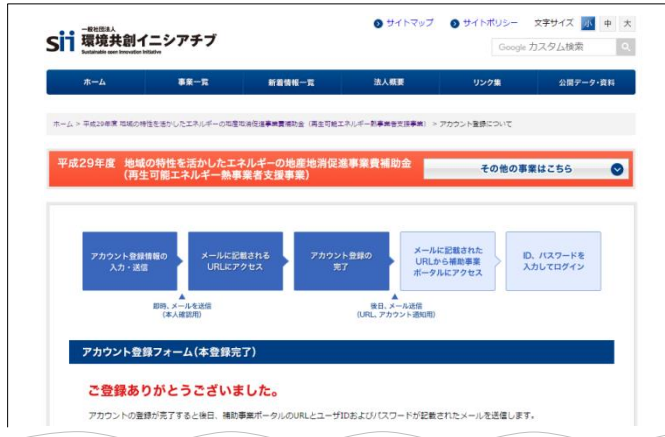 一般社団法人
sii 環境共創イニシアチブ
Sustainable open Innovation Initiative
サイトマップ サイトポリシー 文字サイズ 小 中 大
Google カスタム検索
ホーム 事業一覧 新着情報一覧 法人概要 リンク集 公開データ・資料
ホーム > 平成29年度 地域の特性を活かしたエネルギーの地産地消促進事業費補助金（再生可能エネルギー熱事業者支援事業） > アカウント登録について
平成29年度 地域の特性を活かしたエネルギーの地産地消促進事業費補助金
（再生可能エネルギー熱事業者支援事業）
その他の事業はこちら
アカウント登録情報の
入力・送信
メールに記載される
URLにアクセス
アカウント登録の
完了
メールに記載された
URLから補助事業
ポータルにアクセス
ID、パスワードを
入力してログイン
即時、メールを送信
（本人確認用）
後日、メール送信
（URL、アカウント通知用）
アカウント登録フォーム（本登録完了）
ご登録ありがとうございました。
アカウントの登録が完了すると後日、補助事業ポータルのURLとユーザIDおよびパスワードが記載されたメールを送信します。